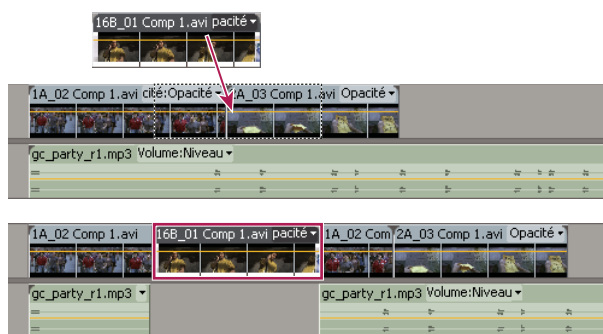 16B_01 Comp 1.avi pacité
1A_02 Comp 1.avi cité:Opacité A_03 Comp 1.avi Opacité
gc_party_r1.mp3 Volume:Niveau
1A_02 Comp 1.avi 16B_01 Comp 1.avi pacité 1A_02 Com 2A_03 Comp 1.avi Opacité
gc_party_r1.mp3 gc_party_r1.mp3 Volume:Niveau